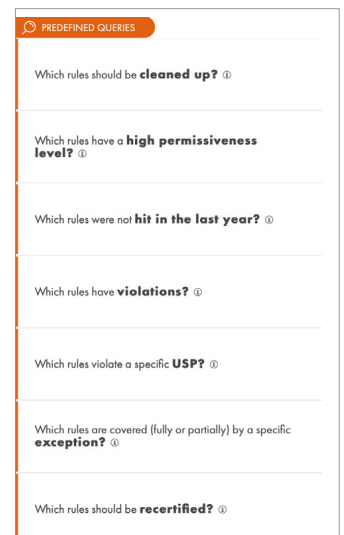 PREDEFINED QUERIES
Which rules should be cleaned up?
Which rules have a high permissiveness
level?
Which rules were not hit in the last year?
Which rules have violations?
Which rules violate a specific USP?
Which rules are covered (fully or partially) by a specific
exception?
Which rules should be recertified?